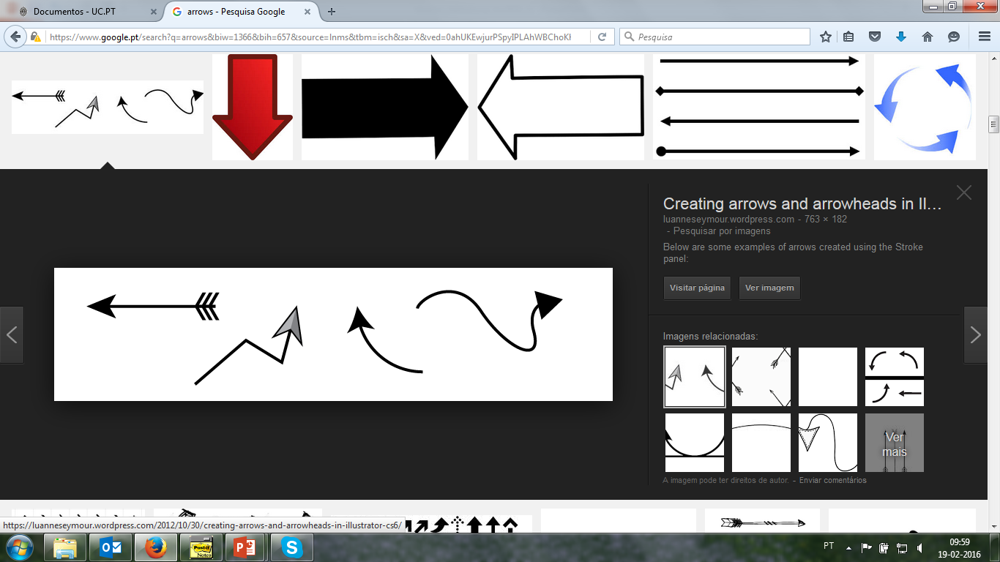 Documentos - UC.PT
arrows - Pesquisa Google
https://www.google.pt/search?q=arrows&biw=1366&bih=657&source=lnms&tbm=isch&sa=X&ved=0ahUKEwjurPSpyIPLAhWBChoKH
Pesquisa
Creating arrows and arrowheads in Il…
luanneseymour.wordpress.com - 763 × 182
- Pesquisar por imagens
Below are some examples of arrows created using the Stroke
panel:
Visitar página
Ver imagem
Imagens relacionadas:
Ver
mais
A imagem pode ter direitos de autor. - Enviar comentários
https://luanneseymour.wordpress.com/2012/10/30/creating-arrows-and-arrowheads-in-illustrator-cs6/
Post-it
Notes
PT
09:59
19-02-2016